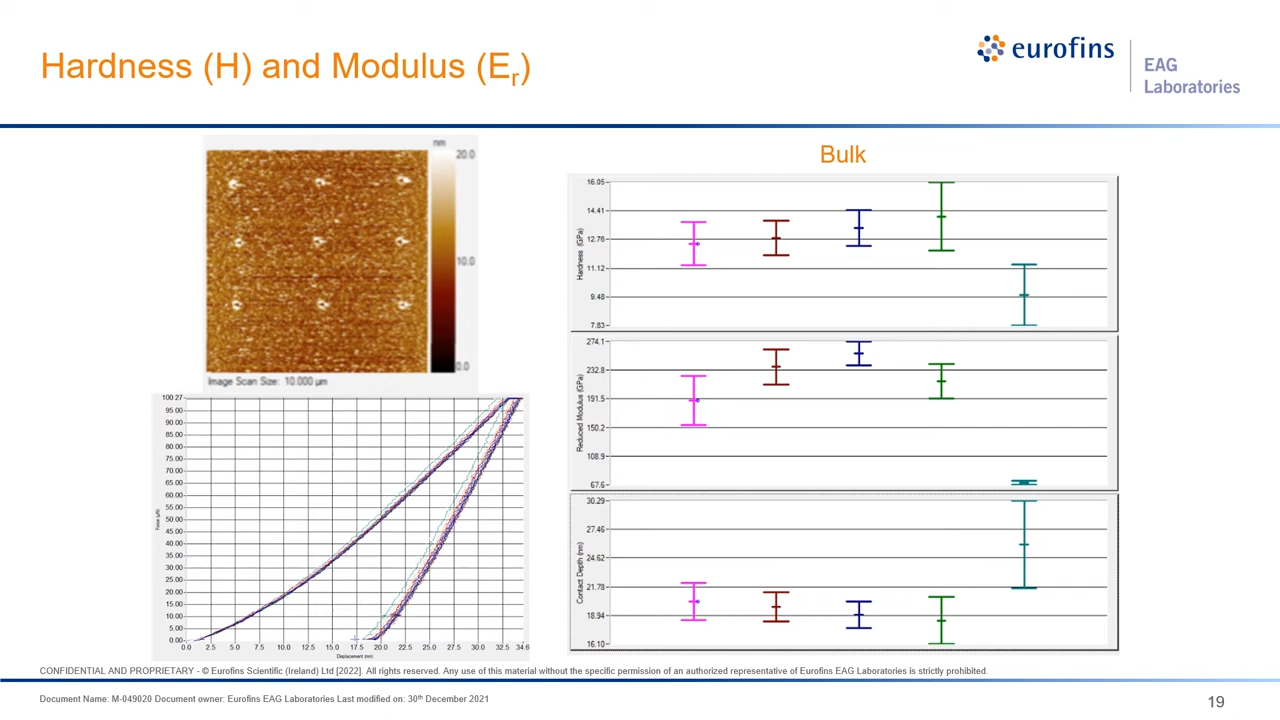 Hardness (H) and Modulus (Er)
eurofins
EAG
Laboratories
nm
20.0
10.0
0.0
Image Scan Size: 10.000 µm
100.27
95.00
90.00
85.00
80.00
75.00
70.00
65.00
60.00
55.00
50.00
45.00
40.00
35.00
30.00
25.00
20.00
15.00
10.00
5.00
0.00
Force (µN)
0.0 2.5 5.0 7.5 10.0 12.5 15.0 17.5 20.0 22.5 25.0 27.5 30.0 32.5 34.6
Displacement (nm)
Bulk
16.05
14.41
12.76
11.12
9.48
7.83
Hardness (GPa)
274.1
232.8
191.5
150.2
108.9
67.6
Reduced Modulus (GPa)
30.29
27.46
24.62
21.78
18.94
16.10
Contact Depth (nm)
CONFIDENTIAL AND PROPRIETARY - © Eurofins Scientific (Ireland) Ltd [2022]. All rights reserved. Any use of this material without the specific permission of an authorized representative of Eurofins EAG Laboratories is strictly prohibited.
Document Name: M-049020 Document owner: Eurofins EAG Laboratories Last modified on: 30th December 2021
19